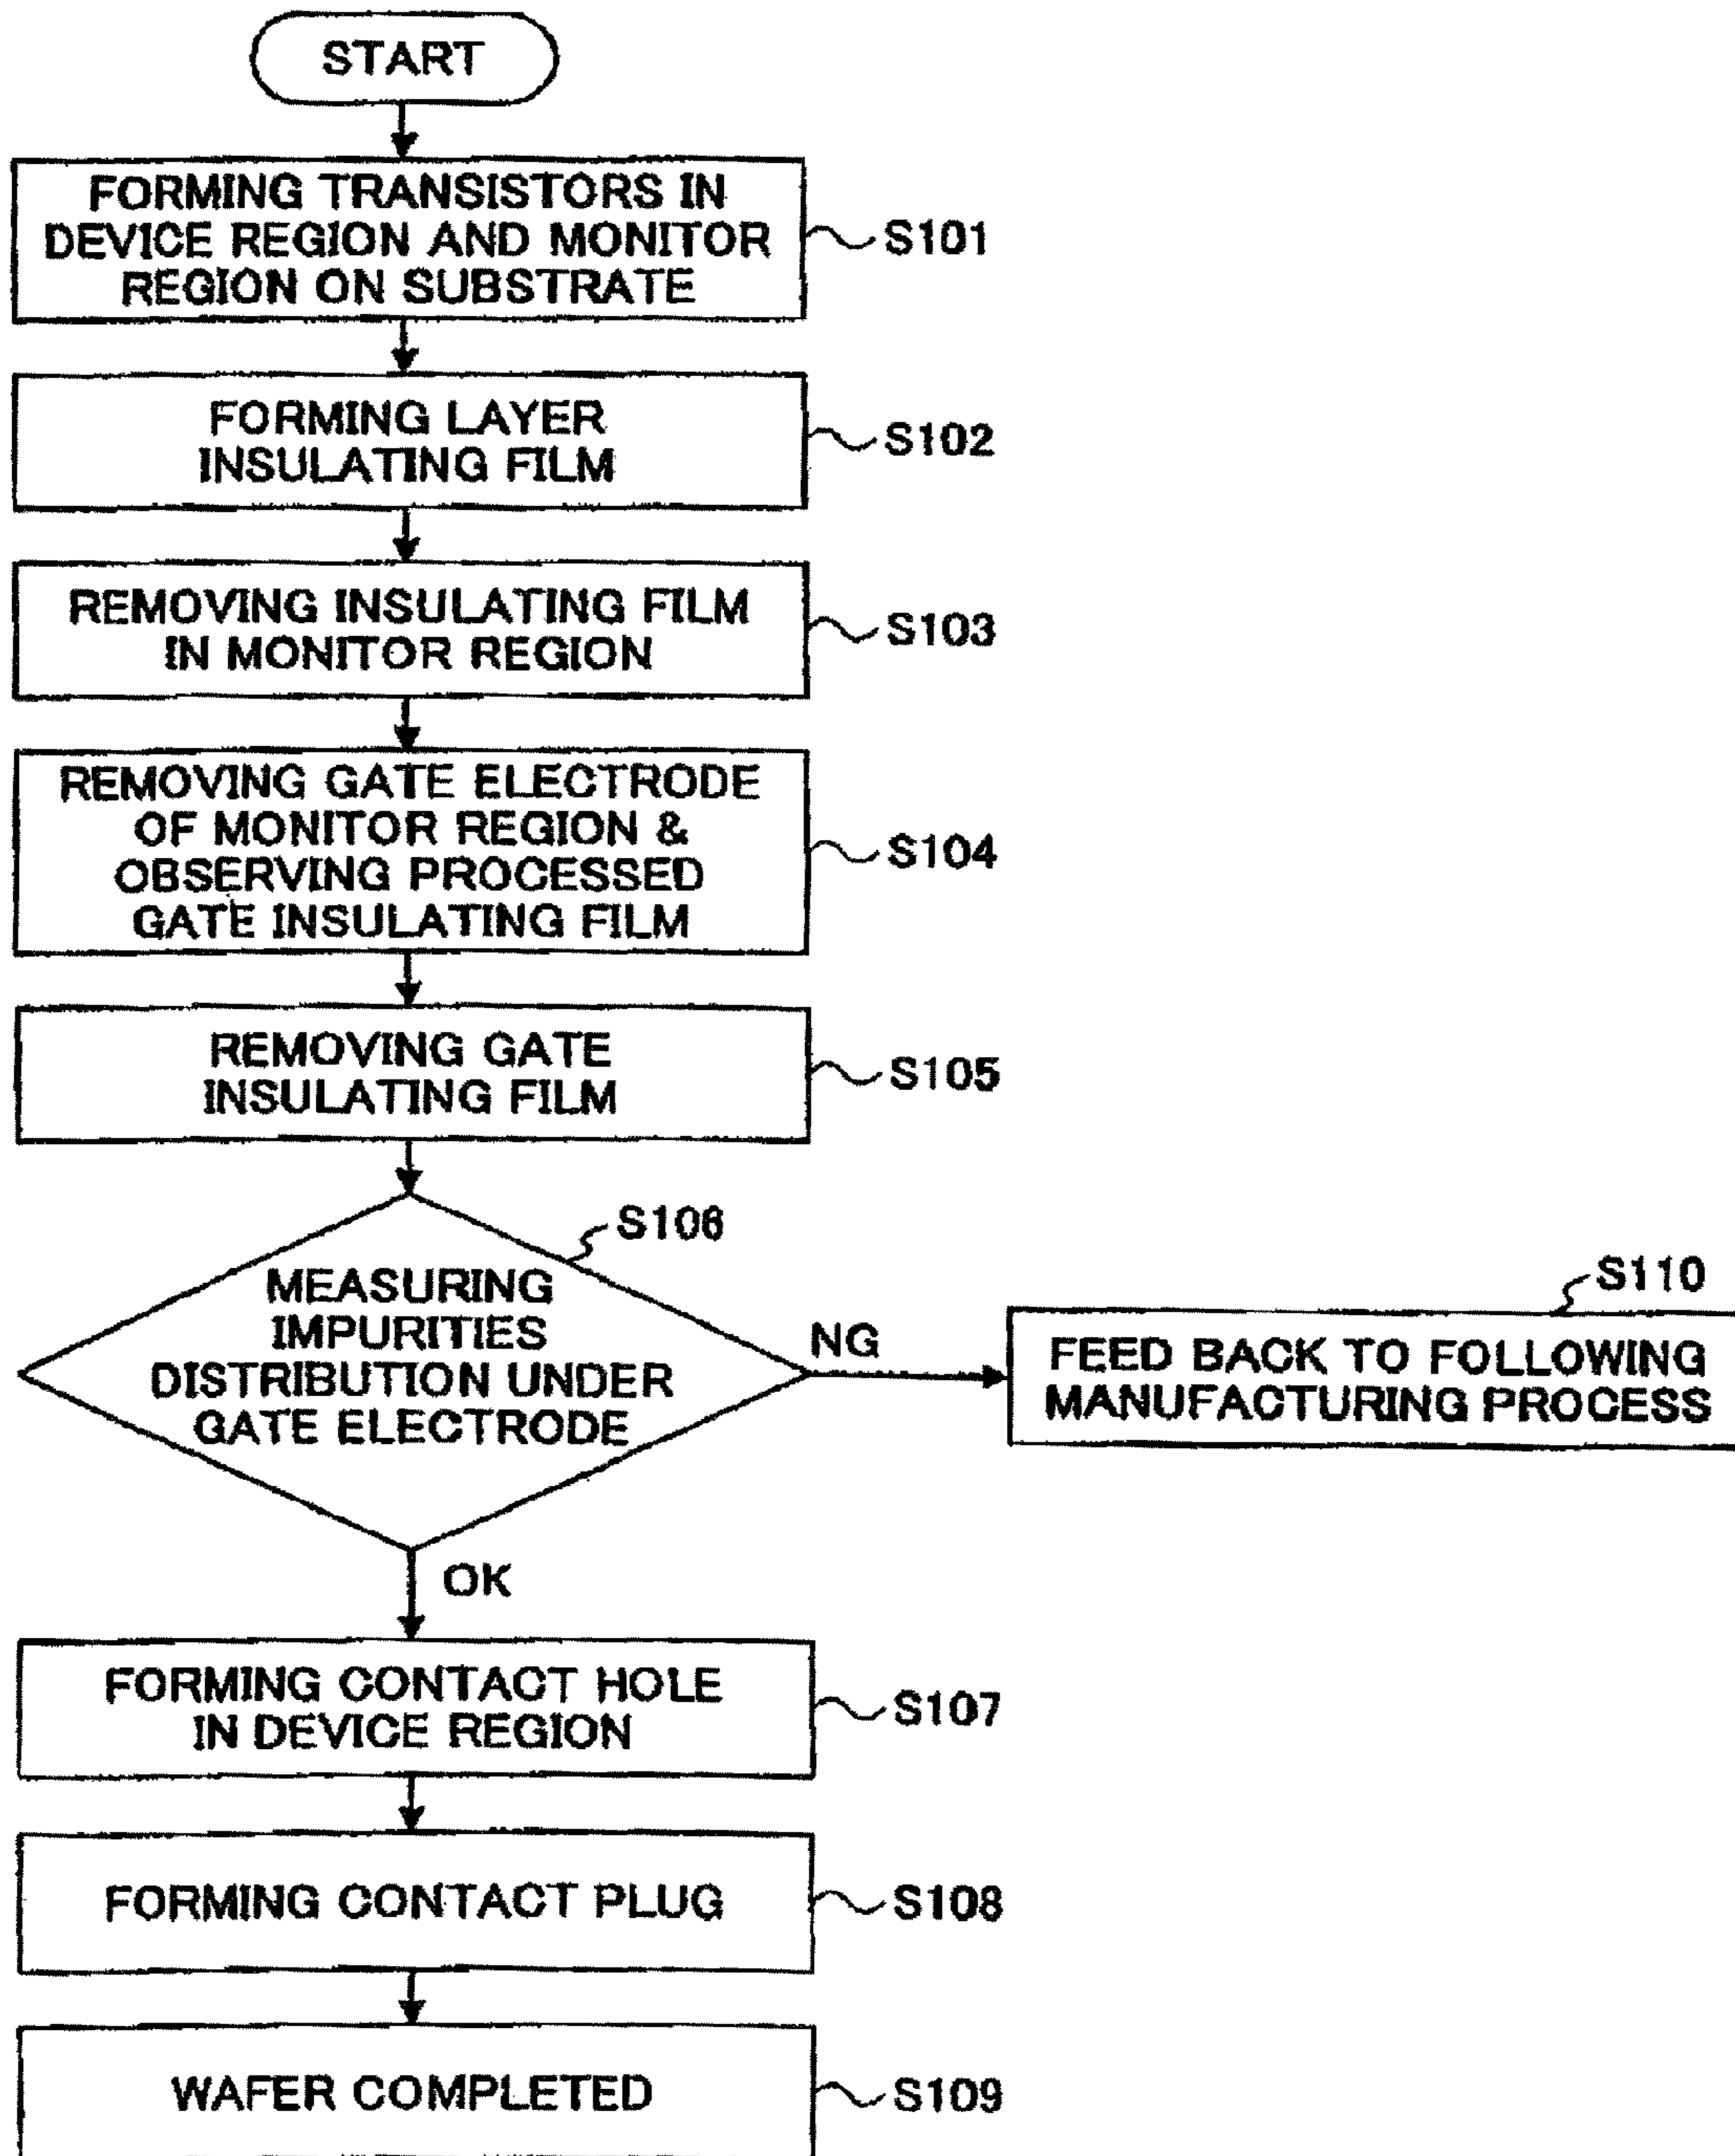 START
FORMING TRANSISTORS IN
DEVICE REGION AND MONITOR
REGION ON SUBSTRATE
S101
FORMING LAYER
INSULATING FILM
S102
REMOVING INSULATING FILM
IN MONITOR REGION
S103
REMOVING GATE ELECTRODE
OF MONITOR REGION &
OBSERVING PROCESSED
GATE INSULATING FILM
S104
REMOVING GATE
INSULATING FILM
S105
S106
MEASURING
IMPURITIES
DISTRIBUTION UNDER
GATE ELECTRODE
NG
S110
FEED BACK TO FOLLOWING
MANUFACTURING PROCESS
OK
FORMING CONTACT HOLE
IN DEVICE REGION
S107
FORMING CONTACT PLUG
S108
WAFER COMPLETED
S109